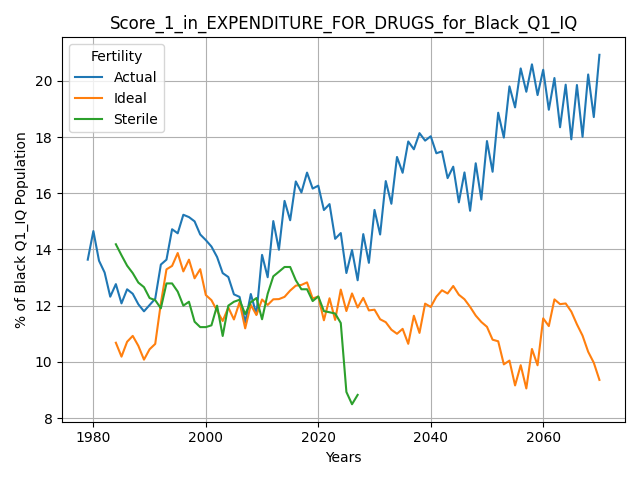 Score_1_in_EXPENDITURE_FOR_DRUGS_for_Black_Q1_IQ
Fertility
Actual
Ideal
Sterile
% of Black Q1_IQ Population
20
18
16
14
12
10
8
1980
2000
2020
2040
2060
Years